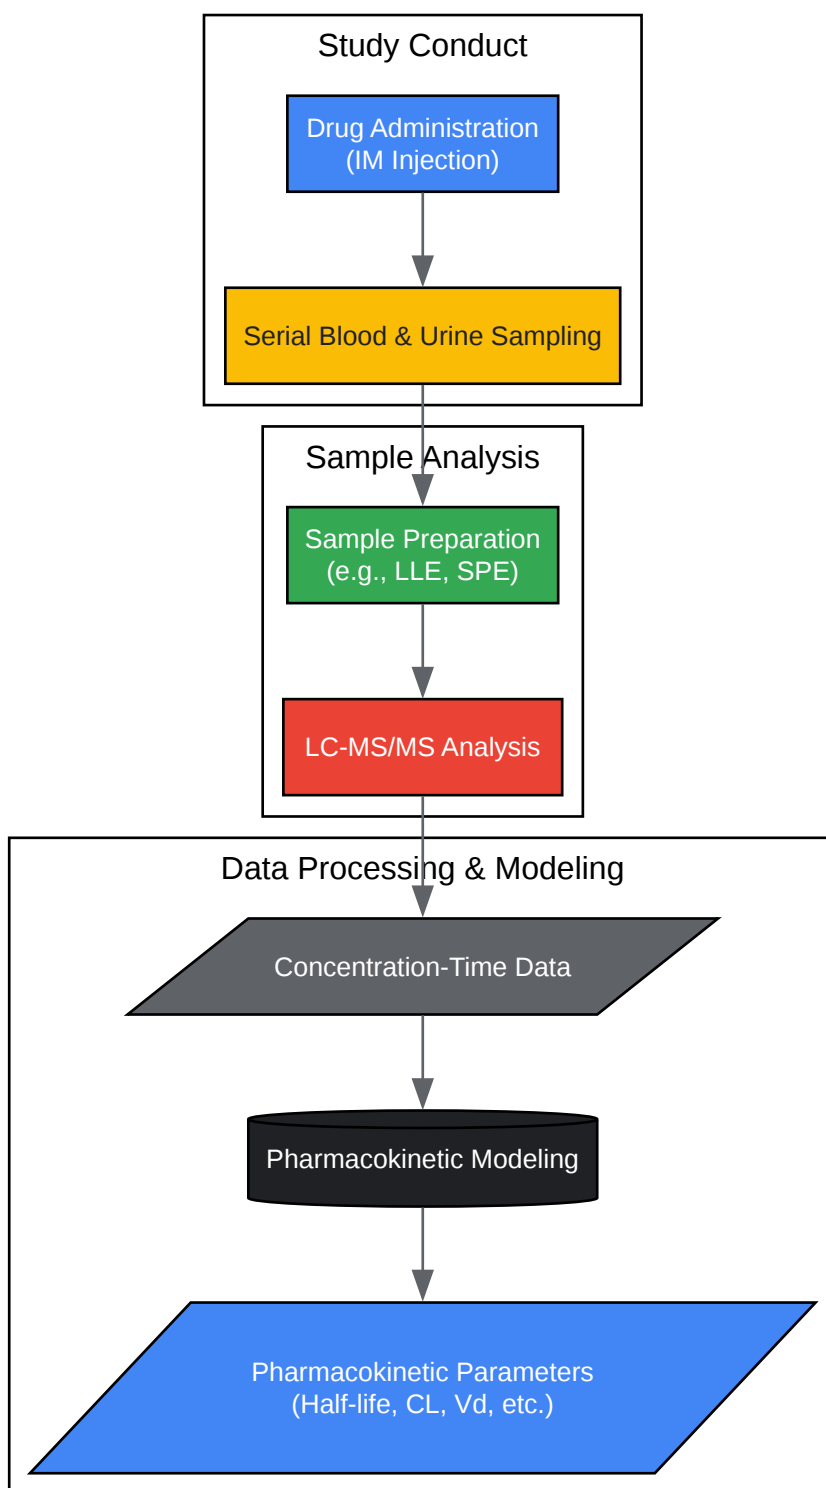 Study Conduct
Drug Administration
(IM Injection)
Serial Blood & Urine Sampling
Sample Analysis
Sample Preparation
(e.g., LLE, SPE)
LC-MS/MS Analysis
Data Processing & Modeling
Concentration-Time Data
Pharmacokinetic Modeling
Pharmacokinetic Parameters
(Half-life, CL, Vd, etc.)